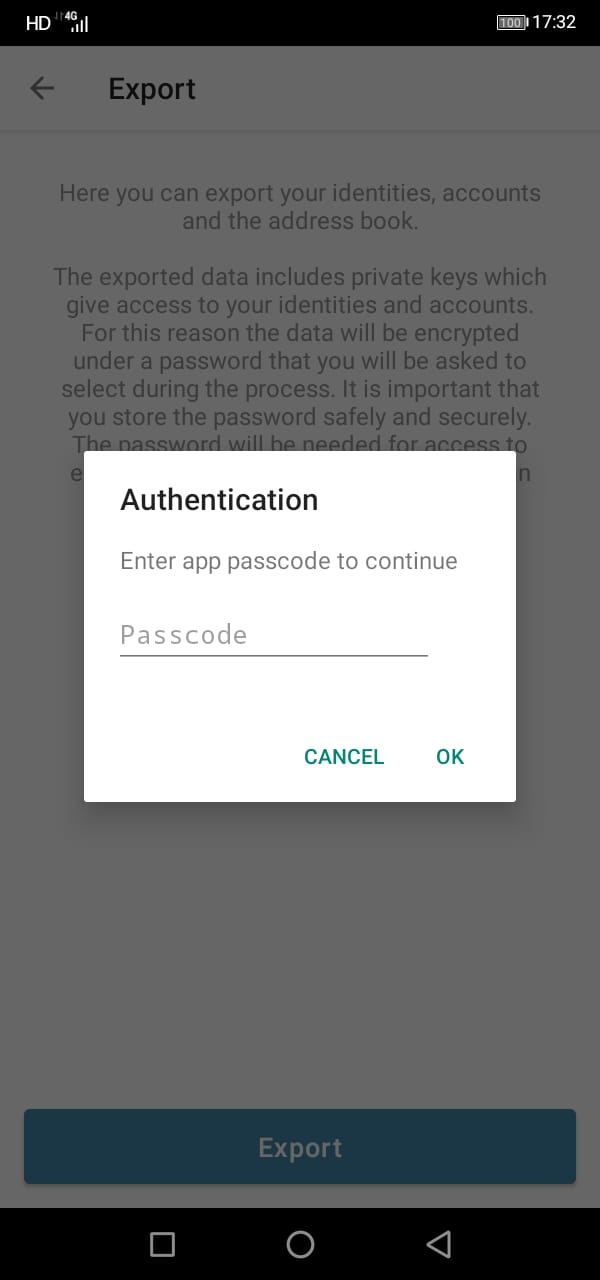 HD 4G 100 17:32
Export
Here you can export your identities, accounts
and the address book.
The exported data includes private keys which
give access to your identities and accounts.
For this reason the data will be encrypted
under a password that you will be asked to
select during the process. It is important that
you store the password safely and securely.
The password will be needed for access to
Authentication
Enter app passcode to continue
Passcode
CANCEL OK
Export